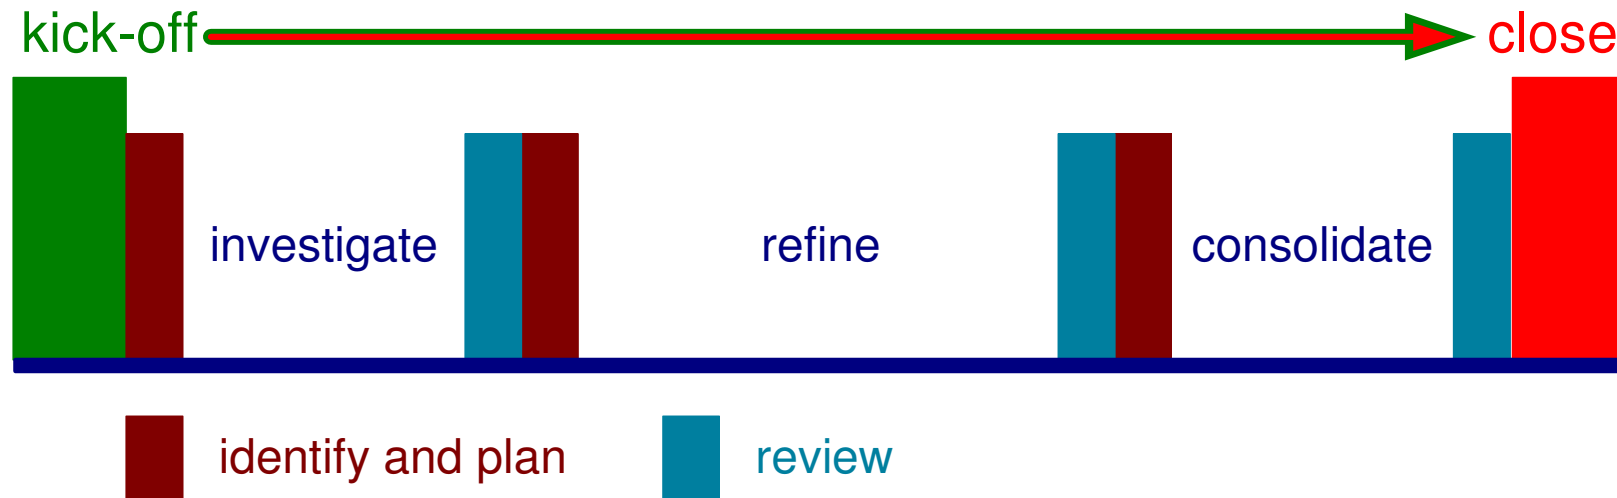 kick-off close
investigate refine consolidate
identify and plan review